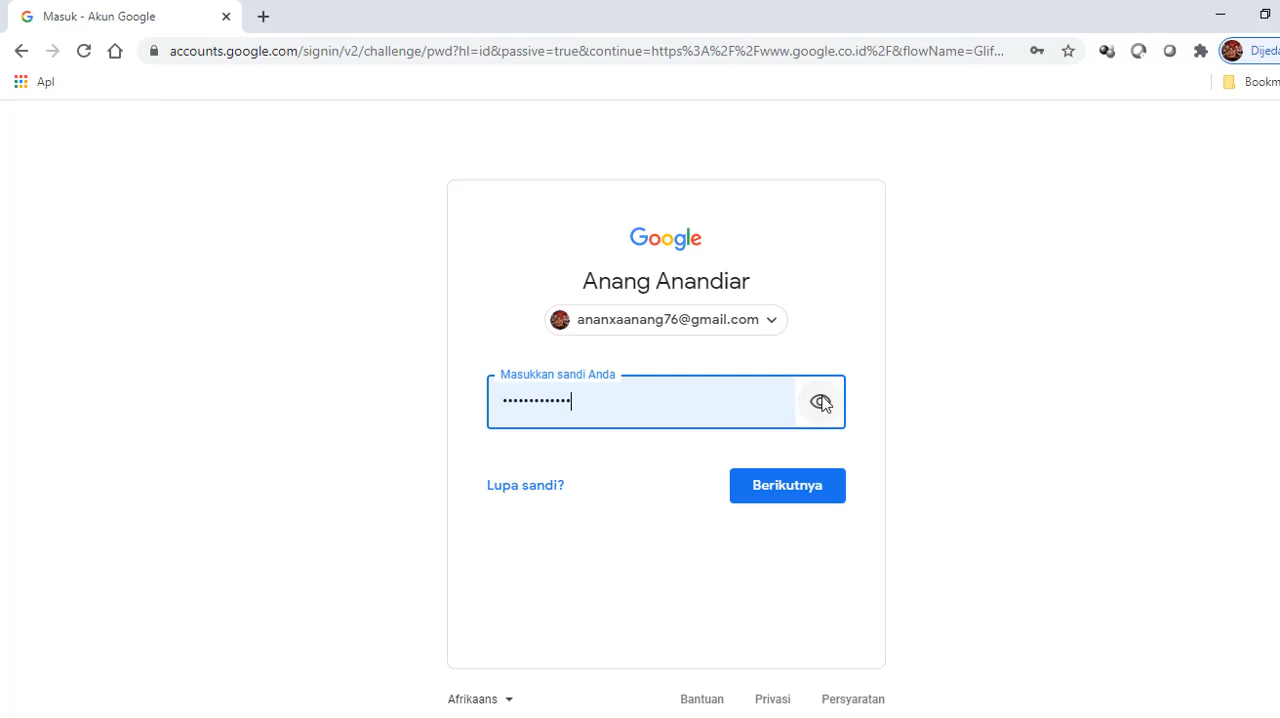 Masuk - Akun Google
accounts.google.com/signin/v2/challenge/pwd?hl=id&passive=true&continue=https%3A%2F%2Fwww.google.co.id%2F&flowName=Glif...
Dijeda
Apl
Bookm
Google
Anang Anandiar
ananxaanang76@gmail.com
Masukkan sandi Anda
•••••••••••••
Lupa sandi?
Berikutnya
Afrikaans
Bantuan
Privasi
Persyaratan